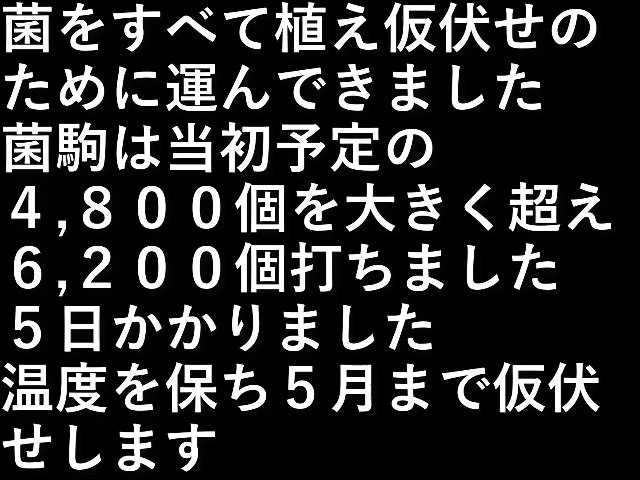 菌をすべて植え仮伏せの
ために運んできました
菌駒は当初予定の
４,８００個を大きく超え
６,２００個打ちました
５日かかりました
温度を保ち５月まで仮伏
せします